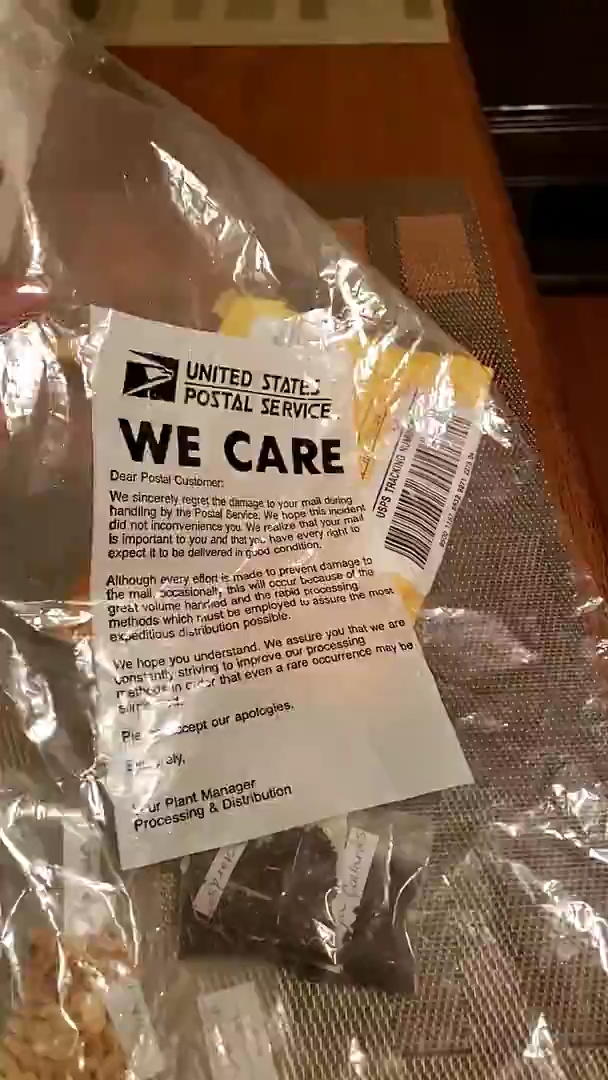 UNITED STATES
POSTAL SERVICE
WE CARE
Dear Postal Customer:
We sincerely regret the damage to your mail during
handling by the Postal Service. We hope this incident
did not inconvenience you. We realize that your mail
is important to you and that you have every right to
expect it to be delivered in good condition.
Although every effort is made to prevent damage to
the mail, occasionally this will occur because of the
great volume handled and the rapid processing
methods which must be employed to assure the most
expeditious distribution possible.
We hope you understand. We assure you that we are
constantly striving to improve our processing
methods in order that even a rare occurrence may be
accept our apologies.
Your Plant Manager
Processing & Distribution
USPS TRACKING